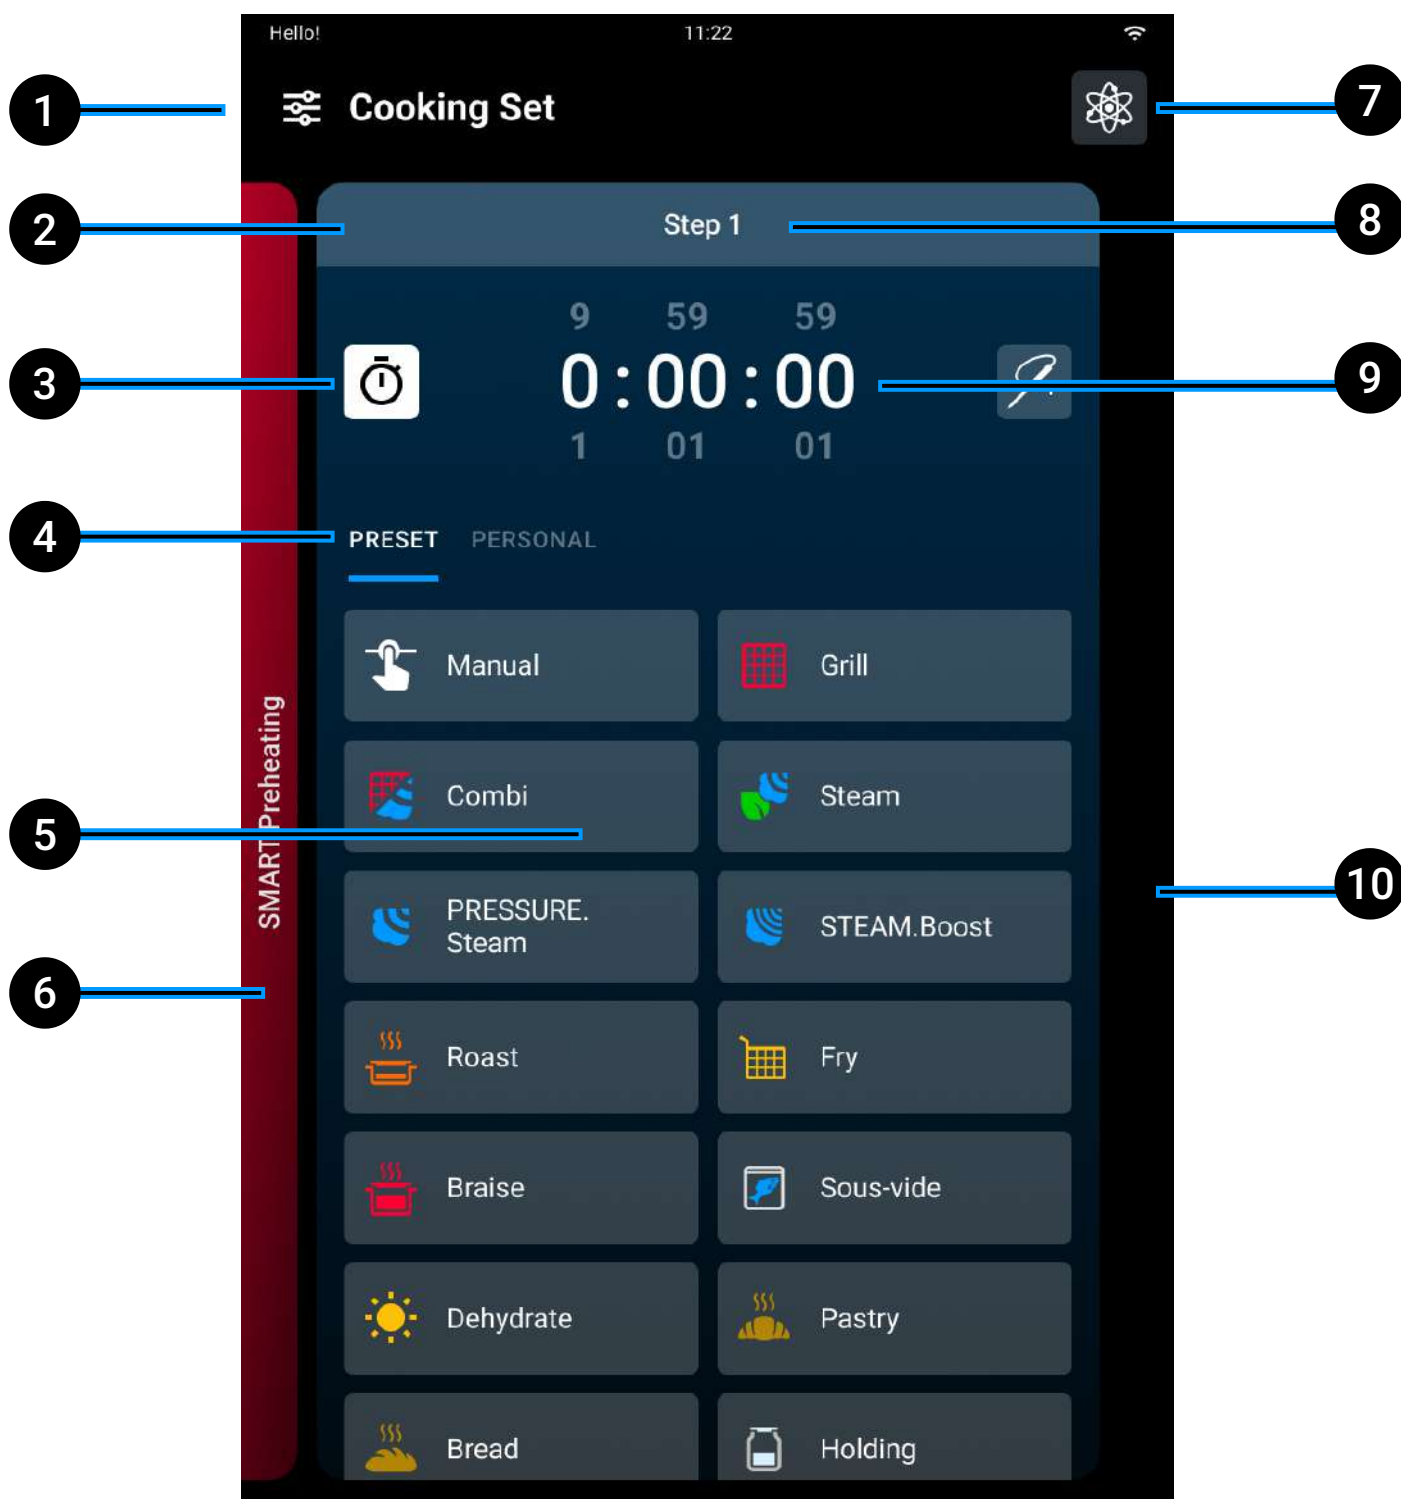 Hello!
11:22
1
Cooking Set
7
2
Step 1
8
9 59 59
3
0 : 00 : 00
9
1 01 01
4
PRESET PERSONAL
Manual
Grill
SMART Preheating
Combi
Steam
5
PRESSURE.
Steam
STEAM.Boost
10
6
Roast
Fry
Braise
Sous-vide
Dehydrate
Pastry
Bread
Holding